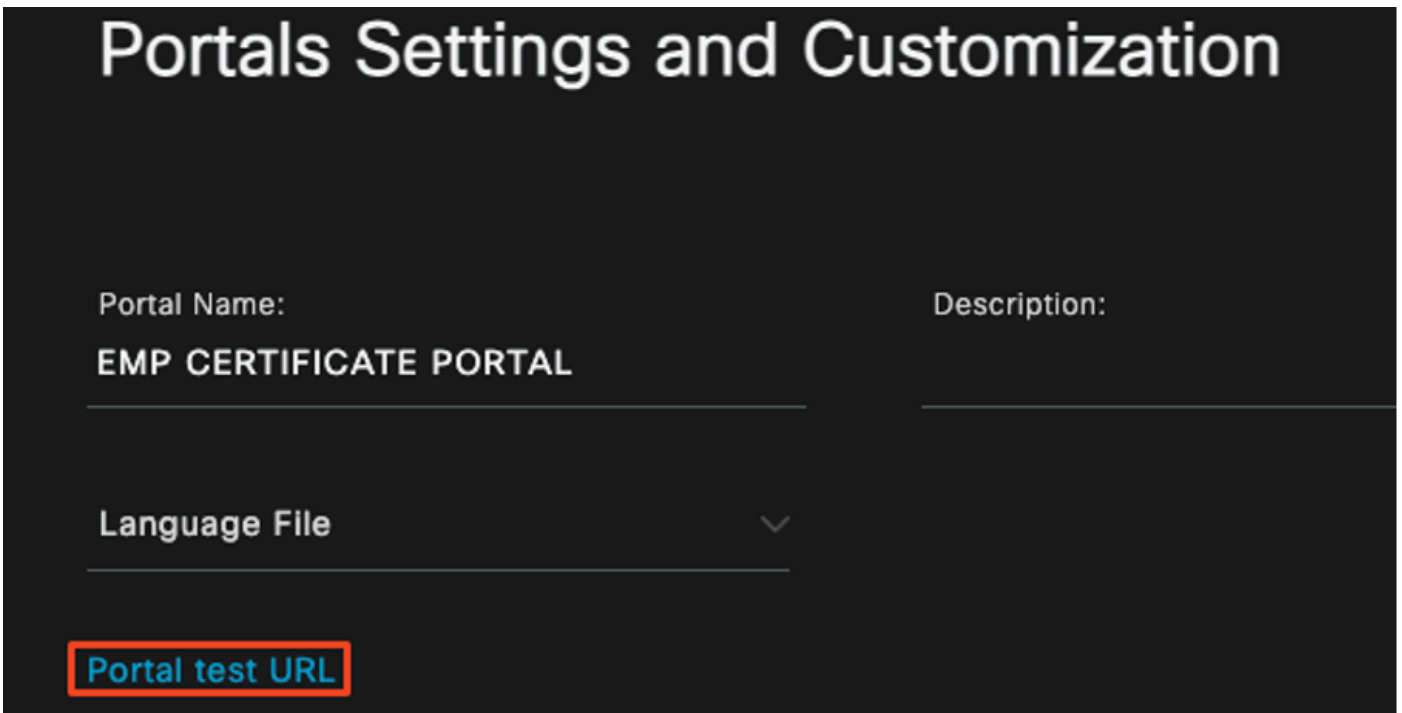 Portals Settings and Customization
Portal Name:
Description:
EMP CERTIFICATE PORTAL
Language File
Portal test URL